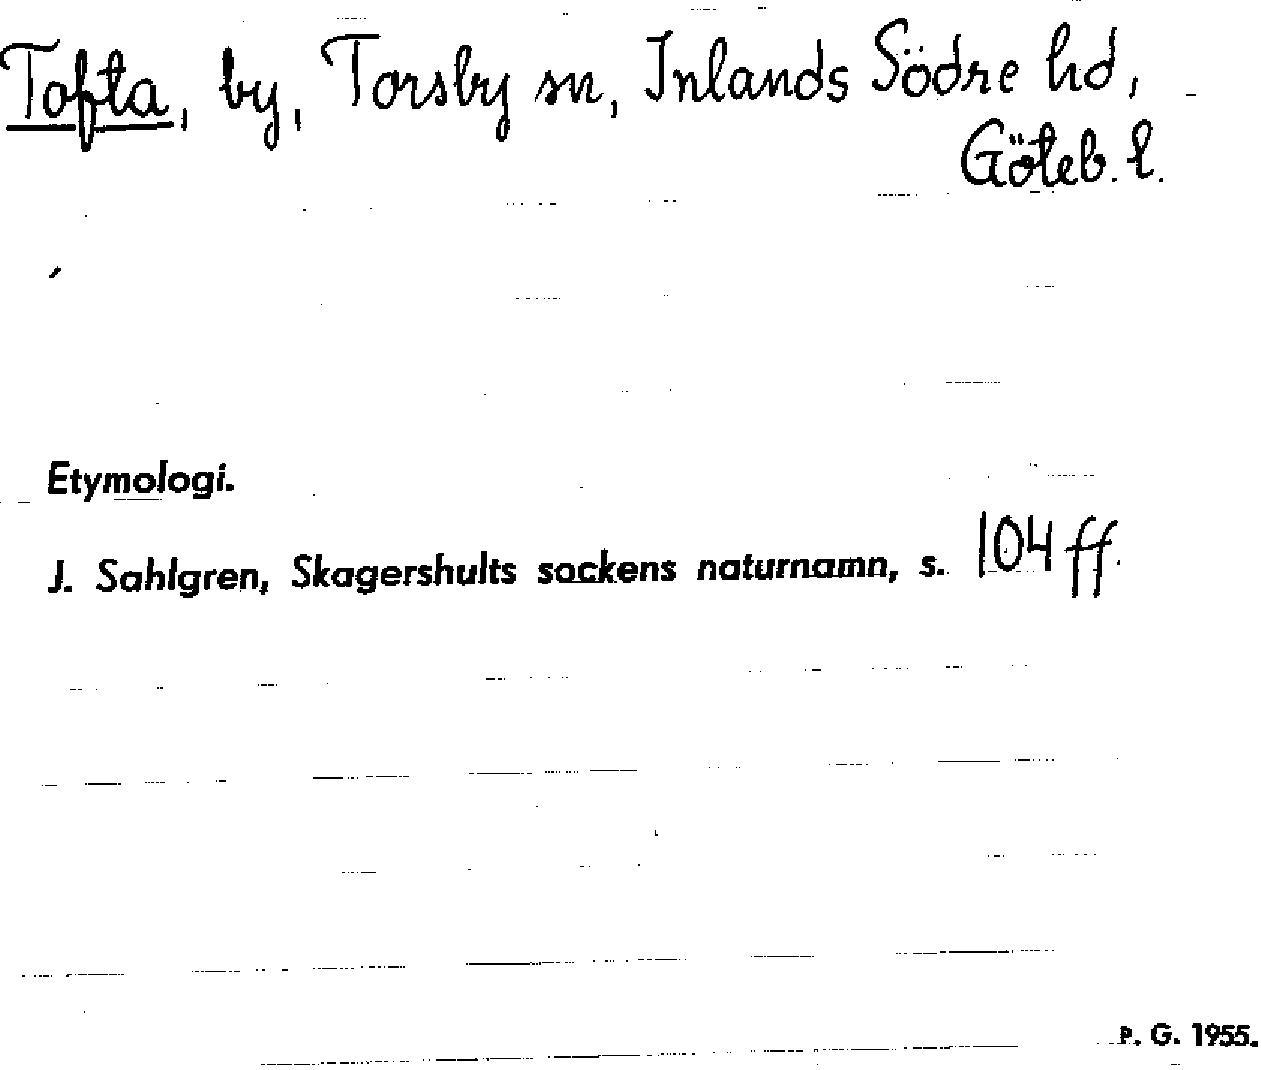 Tofta, by, Torsby sn, Inlands Södre hd,
Göteb. l.
Etymologi.
J. Sahlgren, Skagershults sockens naturnamn, s. 104 ff.
P. G. 1955.